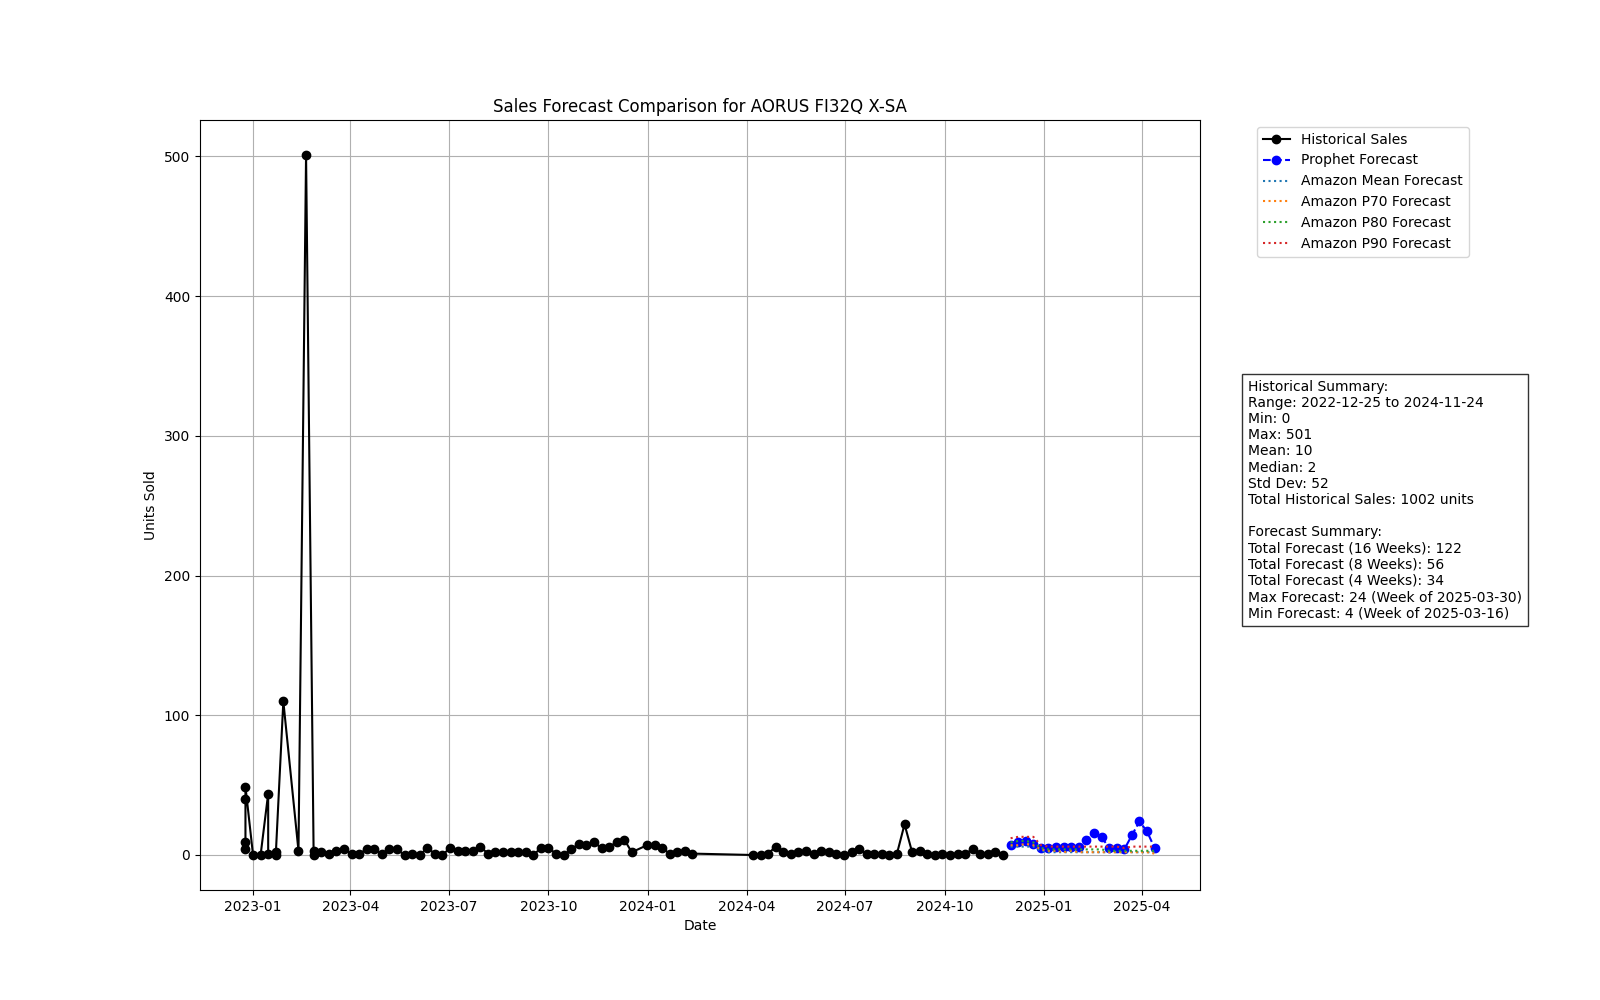 Sales Forecast Comparison for AORUS FI32Q X-SA
Historical Sales
Prophet Forecast
Amazon Mean Forecast
Amazon P70 Forecast
Amazon P80 Forecast
Amazon P90 Forecast
500
400
300
200
100
0
Units Sold
2023-01
2023-04
2023-07
2023-10
2024-01
2024-04
2024-07
2024-10
2025-01
2025-04
Date
Historical Summary:
Range: 2022-12-25 to 2024-11-24
Min: 0
Max: 501
Mean: 10
Median: 2
Std Dev: 52
Total Historical Sales: 1002 units
Forecast Summary:
Total Forecast (16 Weeks): 122
Total Forecast (8 Weeks): 56
Total Forecast (4 Weeks): 34
Max Forecast: 24 (Week of 2025-03-30)
Min Forecast: 4 (Week of 2025-03-16)